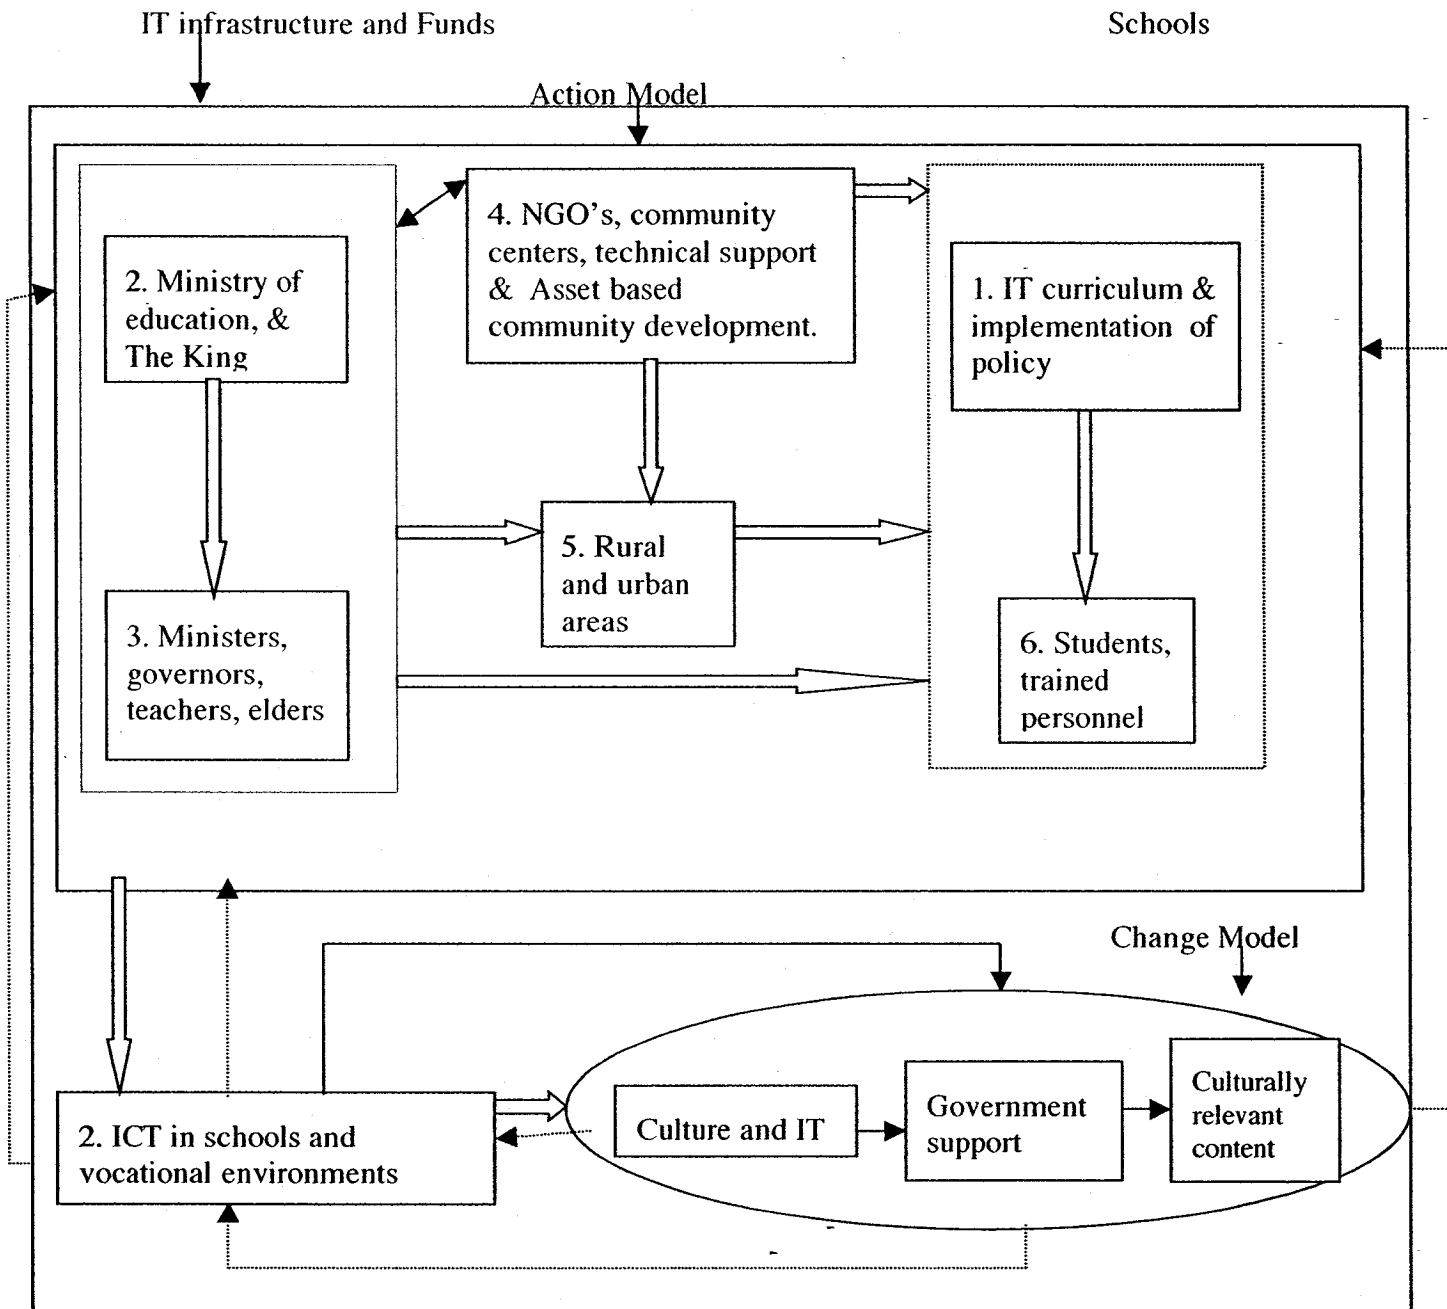 IT infrastructure and Funds
Schools
Action Model
2. Ministry of
education, &
The King
4. NGO's, community
centers, technical support
& Asset based
community development.
1. IT curriculum &
implementation of
policy
3. Ministers,
governors,
teachers, elders
5. Rural
and urban
areas
6. Students,
trained
personnel
Change Model
2. ICT in schools and
vocational environments
Culture and IT
Government
support
Culturally
relevant
content